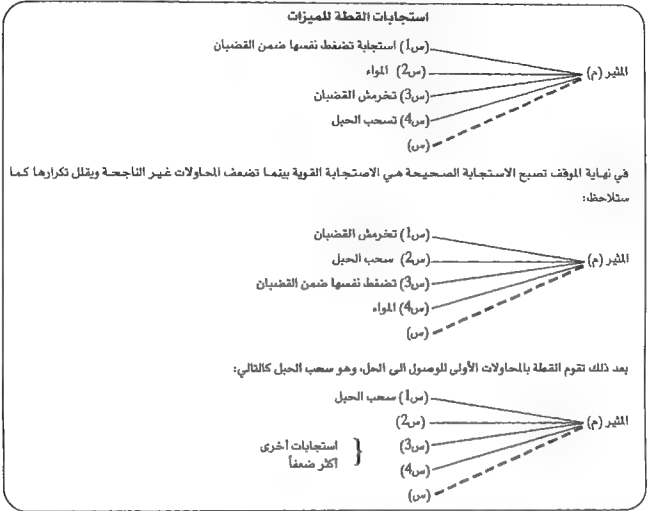 استجابات القطة للميزات
(س1) استجابة تضغط نفسها ضمن القضبان
المثير (م) (س2) المواء
(س3) تخرمش القضبان
(س4) تسحب الحبل
(س)
في نهاية الموقف تصبح الاستجابة الصحيحة هي الاصتجابة القوية بينما تضعف المحاولات غير الناجحة ويقلل تكرارها كما
ستلاحظ:
(س1) تخرمش القضبان
المثير (م) (س2) سحب الحبل
(س3) تضغط نفسها ضمن القضبان
(س4) المواء
(س)
بعد ذلك تقوم القطة بالمحاولات الأولى للوصول الى الحل، وهو سحب الحبل كالتالي:
(س1) سحب الحبل
المثير (م) (س2)
(س3) } استجابات أخرى
(س4) أكثر ضعفاً
(س)